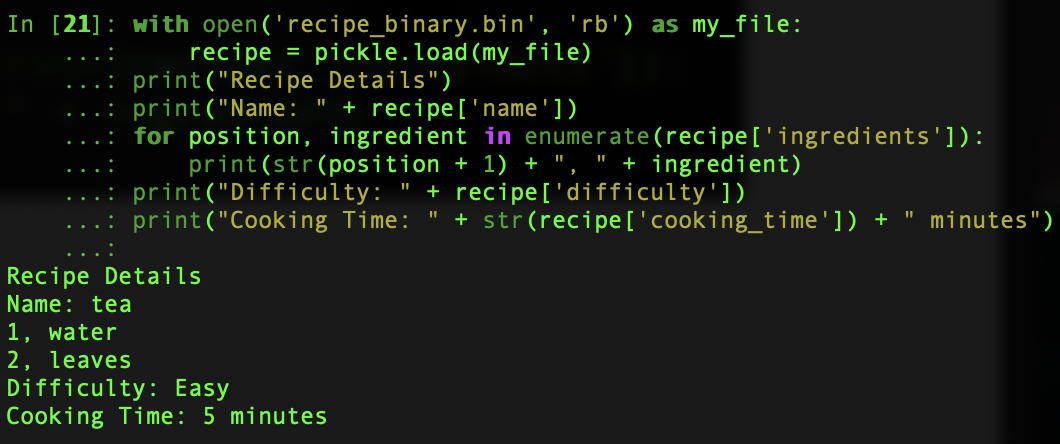 In [21]: with open('recipe_binary.bin', 'rb') as my_file:
    ...:     recipe = pickle.load(my_file)
    ...: print("Recipe Details")
    ...: print("Name: " + recipe['name'])
    ...: for position, ingredient in enumerate(recipe['ingredients']):
    ...:     print(str(position + 1) + ", " + ingredient)
    ...: print("Difficulty: " + recipe['difficulty'])
    ...: print("Cooking Time: " + str(recipe['cooking_time']) + " minutes")
    ...:
Recipe Details
Name: tea
1, water
2, leaves
Difficulty: Easy
Cooking Time: 5 minutes